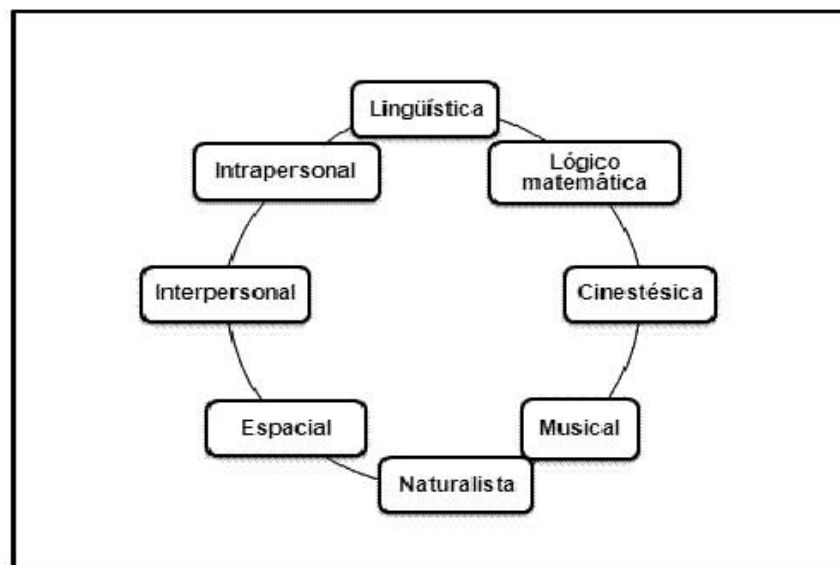 Lingüística
Lógico
matemática
Cinestésica
Musical
Naturalista
Espacial
Interpersonal
Intrapersonal